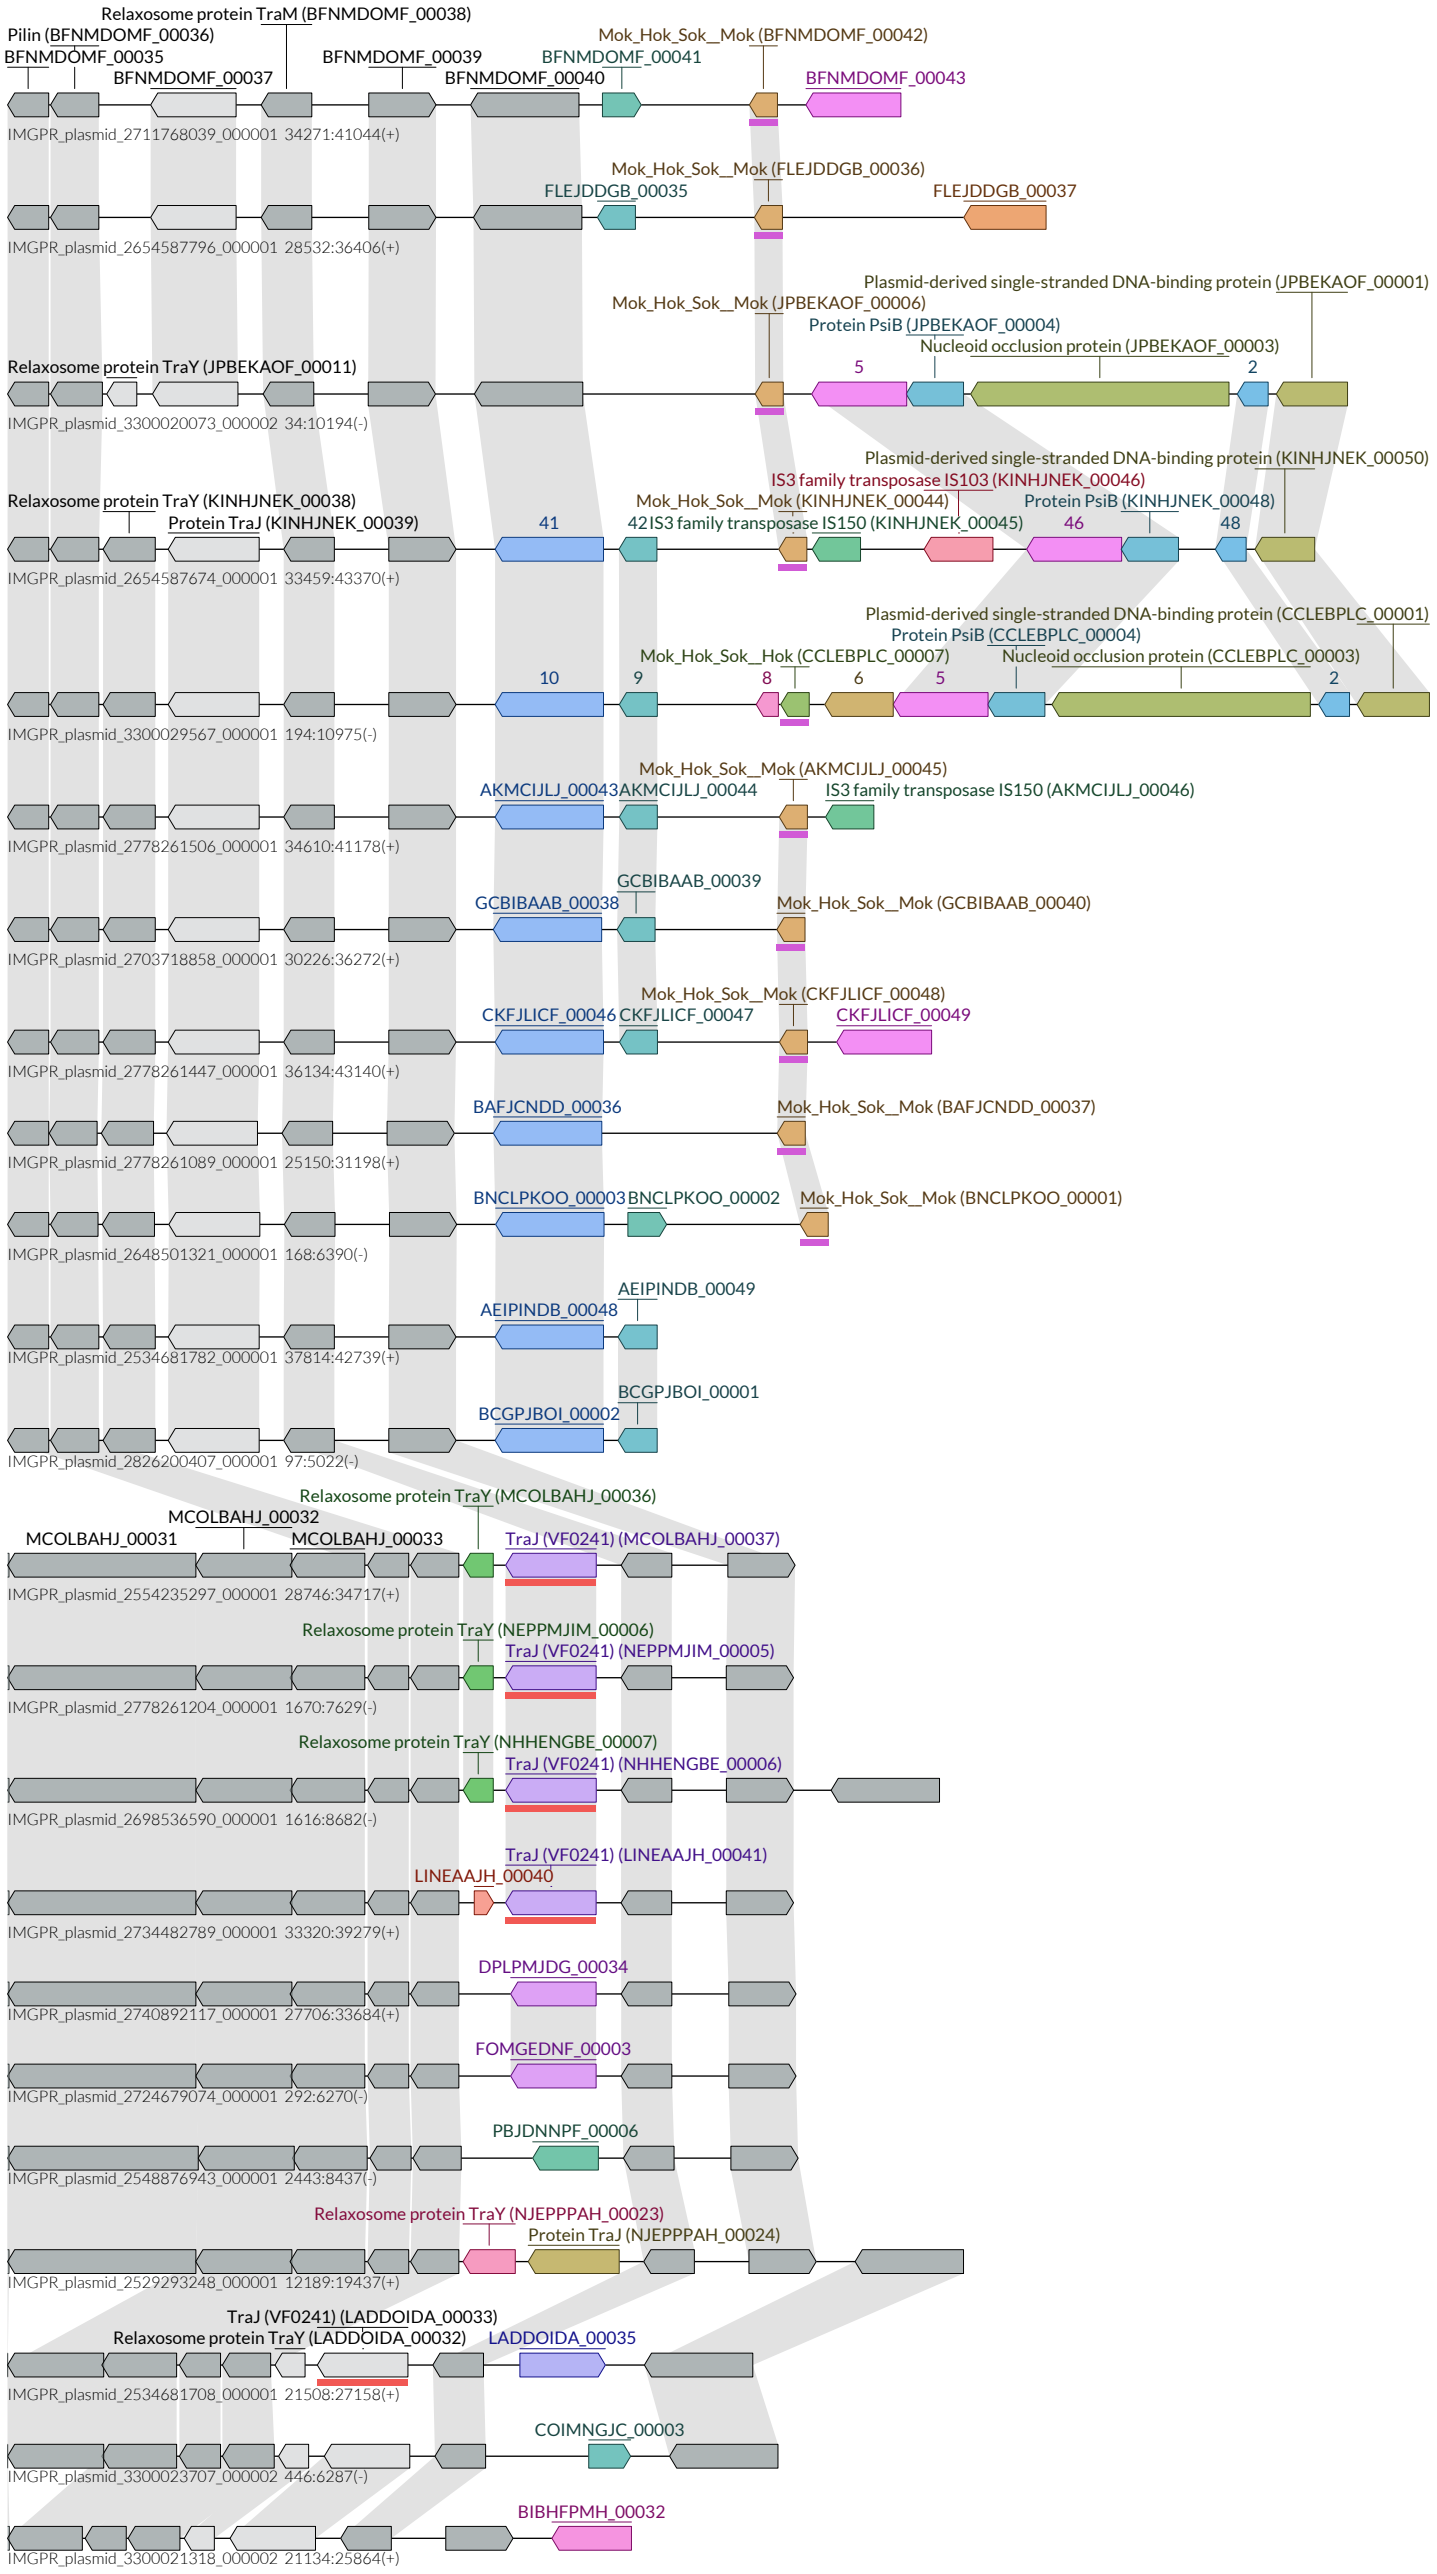 Relaxosome protein TraM (BFNMDOMF_00038)
Pilin (BFNMDOMF_00036) Mok_Hok_Sok__Mok (BFNMDOMF_00042)
BFNMDOMF_00035 BFNMDOMF_00039 BFNMDOMF_00041
BFNMDOMF_00037 BFNMDOMF_00040 BFNMDOMF_00043
IMGPR_plasmid_2711768039_000001 34271:41044(+)
Mok_Hok_Sok__Mok (FLEJDDGB_00036)
FLEJDDGB_00035 FLEJDDGB_00037
IMGPR_plasmid_2654587796_000001 28532:36406(+)
Plasmid-derived single-stranded DNA-binding protein (JPBEKAOF_00001)
Mok_Hok_Sok__Mok (JPBEKAOF_00006)
Protein PsiB (JPBEKAOF_00004)
Nucleoid occlusion protein (JPBEKAOF_00003)
Relaxosome protein TraY (JPBEKAOF_00011) 5 2
IMGPR_plasmid_3300020073_000002 34:10194(-)
Plasmid-derived single-stranded DNA-binding protein (KINHJNEK_00050)
IS3 family transposase IS103 (KINHJNEK_00046)
Relaxosome protein TraY (KINHJNEK_00038) Mok_Hok_Sok__Mok (KINHJNEK_00044) Protein PsiB (KINHJNEK_00048)
Protein TraJ (KINHJNEK_00039) 41 42 IS3 family transposase IS150 (KINHJNEK_00045) 46 48
IMGPR_plasmid_2654587674_000001 33459:43370(+)
Plasmid-derived single-stranded DNA-binding protein (CCLEBPLC_00001)
Protein PsiB (CCLEBPLC_00004)
Mok_Hok_Sok__Hok (CCLEBPLC_00007) Nucleoid occlusion protein (CCLEBPLC_00003)
10 9 8 6 5 2
IMGPR_plasmid_3300029567_000001 194:10975(-)
Mok_Hok_Sok__Mok (AKMCIJLJ_00045)
AKMCIJLJ_00043 AKMCIJLJ_00044 IS3 family transposase IS150 (AKMCIJLJ_00046)
IMGPR_plasmid_2778261506_000001 34610:41178(+)
GCBIBAAB_00039
GCBIBAAB_00038 Mok_Hok_Sok__Mok (GCBIBAAB_00040)
IMGPR_plasmid_2703718858_000001 30226:36272(+)
Mok_Hok_Sok__Mok (CKFJLICF_00048)
CKFJLICF_00046 CKFJLICF_00047 CKFJLICF_00049
IMGPR_plasmid_2778261447_000001 36134:43140(+)
BAFJCNDD_00036 Mok_Hok_Sok__Mok (BAFJCNDD_00037)
IMGPR_plasmid_2778261089_000001 25150:31198(+)
BNCLPKOO_00003 BNCLPKOO_00002 Mok_Hok_Sok__Mok (BNCLPKOO_00001)
IMGPR_plasmid_2648501321_000001 168:6390(-)
AEIPINDB_00049
AEIPINDB_00048
IMGPR_plasmid_2534681782_000001 37814:42739(+)
BCGPJBOI_00001
BCGPJBOI_00002
IMGPR_plasmid_2826200407_000001 97:5022(-)
Relaxosome protein TraY (MCOLBAHJ_00036)
MCOLBAHJ_00032
MCOLBAHJ_00031 MCOLBAHJ_00033 TraJ (VF0241) (MCOLBAHJ_00037)
IMGPR_plasmid_2554235297_000001 28746:34717(+)
Relaxosome protein TraY (NEPPMJIM_00006)
TraJ (VF0241) (NEPPMJIM_00005)
IMGPR_plasmid_2778261204_000001 1670:7629(-)
Relaxosome protein TraY (NHHENGBE_00007)
TraJ (VF0241) (NHHENGBE_00006)
IMGPR_plasmid_2698536590_000001 1616:8682(-)
TraJ (VF0241) (LINEAAJH_00041)
LINEAAJH_00040
IMGPR_plasmid_2734482789_000001 33320:39279(+)
DPLPMJDG_00034
IMGPR_plasmid_2740892117_000001 27706:33684(+)
FOMGEDNF_00003
IMGPR_plasmid_2724679074_000001 292:6270(-)
PBJDNNPF_00006
IMGPR_plasmid_2548876943_000001 2443:8437(-)
Relaxosome protein TraY (NJEPPPAH_00023)
Protein TraJ (NJEPPPAH_00024)
IMGPR_plasmid_2529293248_000001 12189:19437(+)
TraJ (VF0241) (LADDOIDA_00033)
Relaxosome protein TraY (LADDOIDA_00032) LADDOIDA_00035
IMGPR_plasmid_2534681708_000001 21508:27158(+)
COIMNGJC_00003
IMGPR_plasmid_3300023707_000002 446:6287(-)
BIBHFPMH_00032
IMGPR_plasmid_3300021318_000002 21134:25864(+)